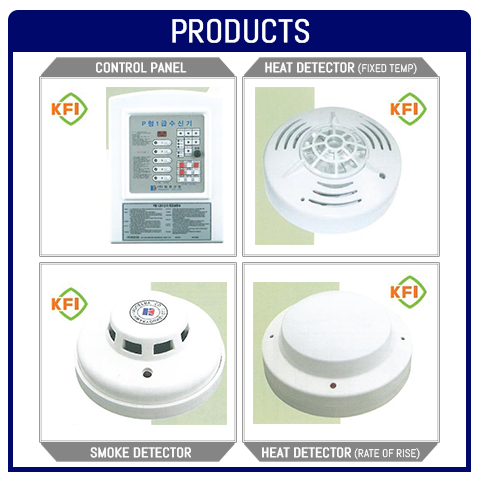 PRODUCTS
CONTROL PANEL
HEAT DETECTOR (FIXED TEMP)
KFI
P형1급수신기
KFI
KFI
KFI
SMOKE DETECTOR
HEAT DETECTOR (RATE OF RISE)